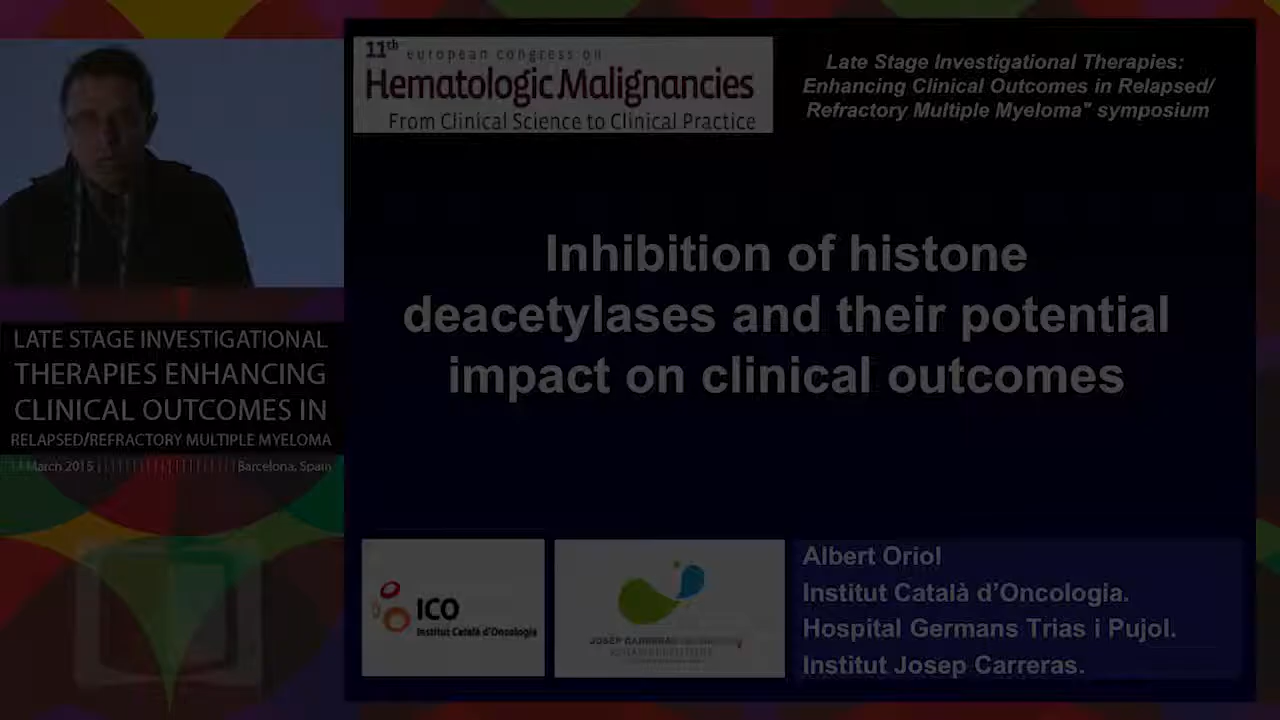 11th european congress on
Hematologic Malignancies
From Clinical Science to Clinical Practice
Late Stage Investigational Therapies:
Enhancing Clinical Outcomes in Relapsed/
Refractory Multiple Myeloma" symposium
Inhibition of histone
deacetylases and their potential
impact on clinical outcomes
LATE STAGE INVESTIGATIONAL
THERAPIES ENHANCING
CLINICAL OUTCOMES IN
RELAPSED/REFRACTORY MULTIPLE MYELOMA
March 2015 Barcelona, Spain
ICO
Institut Català d'Oncologia
JOSEP CARRERAS
Albert Oriol
Institut Català d'Oncologia.
Hospital Germans Trias i Pujol.
Institut Josep Carreras.